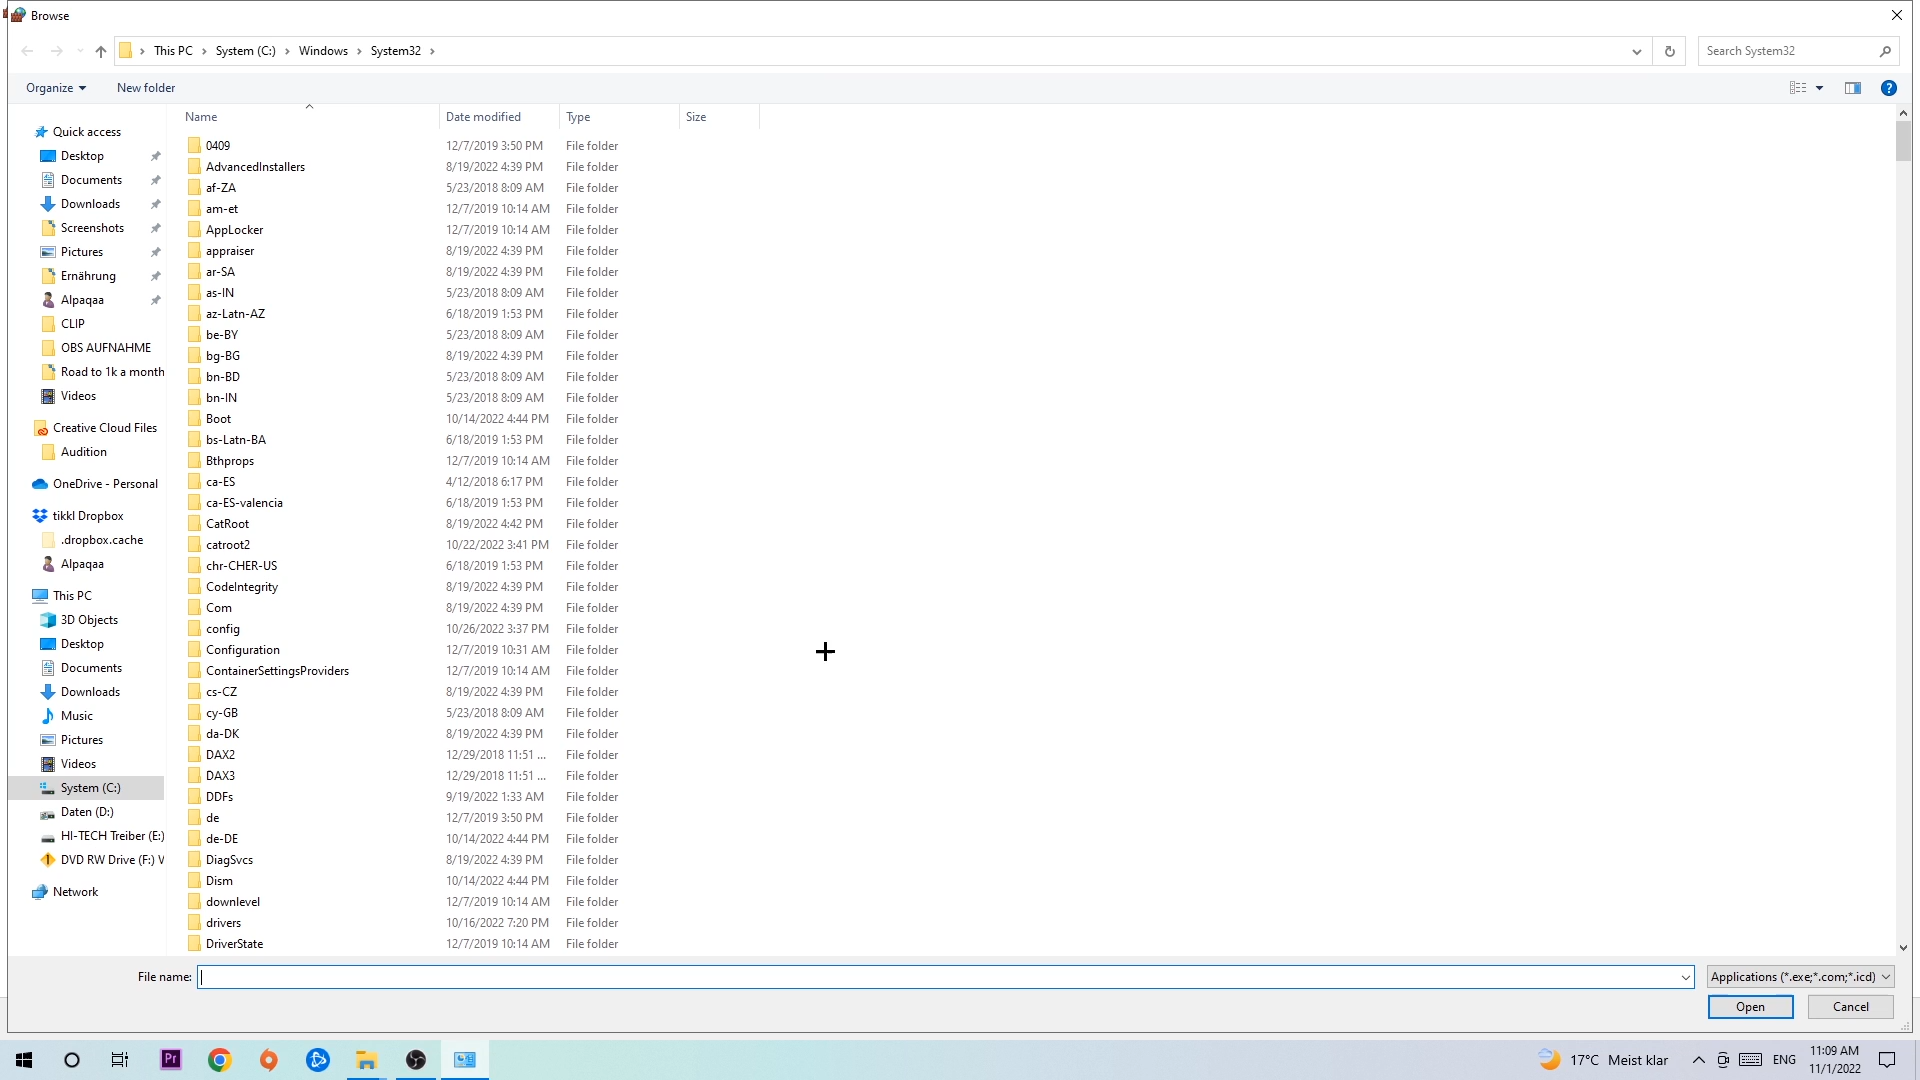 Browse
This PC
System (C:)
Windows
System32
Search System32
Organize
New folder
Name
Date modified
Type
Size
Quick access
Desktop
Documents
Downloads
Screenshots
Pictures
Ernährung
Alpaqaa
CLIP
OBS AUFNAHME
Road to 1k a month
Videos
Creative Cloud Files
Audition
OneDrive - Personal
tikkl Dropbox
.dropbox.cache
Alpaqaa
This PC
3D Objects
Desktop
Documents
Downloads
Music
Pictures
Videos
System (C:)
Daten (D:)
HI-TECH Treiber (E:)
DVD RW Drive (F:) V
Network
0409 12/7/2019 3:50 PM File folder
AdvancedInstallers 8/19/2022 4:39 PM File folder
af-ZA 5/23/2018 8:09 AM File folder
am-et 12/7/2019 10:14 AM File folder
AppLocker 12/7/2019 10:14 AM File folder
appraiser 8/19/2022 4:39 PM File folder
ar-SA 8/19/2022 4:39 PM File folder
as-IN 5/23/2018 8:09 AM File folder
az-Latn-AZ 6/18/2019 1:53 PM File folder
be-BY 5/23/2018 8:09 AM File folder
bg-BG 8/19/2022 4:39 PM File folder
bn-BD 5/23/2018 8:09 AM File folder
bn-IN 5/23/2018 8:09 AM File folder
Boot 10/14/2022 4:44 PM File folder
bs-Latn-BA 6/18/2019 1:53 PM File folder
Bthprops 12/7/2019 10:14 AM File folder
ca-ES 4/12/2018 6:17 PM File folder
ca-ES-valencia 6/18/2019 1:53 PM File folder
CatRoot 8/19/2022 4:42 PM File folder
catroot2 10/22/2022 3:41 PM File folder
chr-CHER-US 6/18/2019 1:53 PM File folder
CodeIntegrity 8/19/2022 4:39 PM File folder
Com 8/19/2022 4:39 PM File folder
config 10/26/2022 3:37 PM File folder
Configuration 12/7/2019 10:31 AM File folder
ContainerSettingsProviders 12/7/2019 10:14 AM File folder
cs-CZ 8/19/2022 4:39 PM File folder
cy-GB 5/23/2018 8:09 AM File folder
da-DK 8/19/2022 4:39 PM File folder
DAX2 12/29/2018 11:51 ... File folder
DAX3 12/29/2018 11:51 ... File folder
DDFs 9/19/2022 1:33 AM File folder
de 12/7/2019 3:50 PM File folder
de-DE 10/14/2022 4:44 PM File folder
DiagSvcs 8/19/2022 4:39 PM File folder
Dism 10/14/2022 4:44 PM File folder
downlevel 12/7/2019 10:14 AM File folder
drivers 10/16/2022 7:20 PM File folder
DriverState 12/7/2019 10:14 AM File folder
File name:
Applications (*.exe;*.com;*.icd)
Open
Cancel
Pr
17°C Meist klar
ENG
11:09 AM
11/1/2022